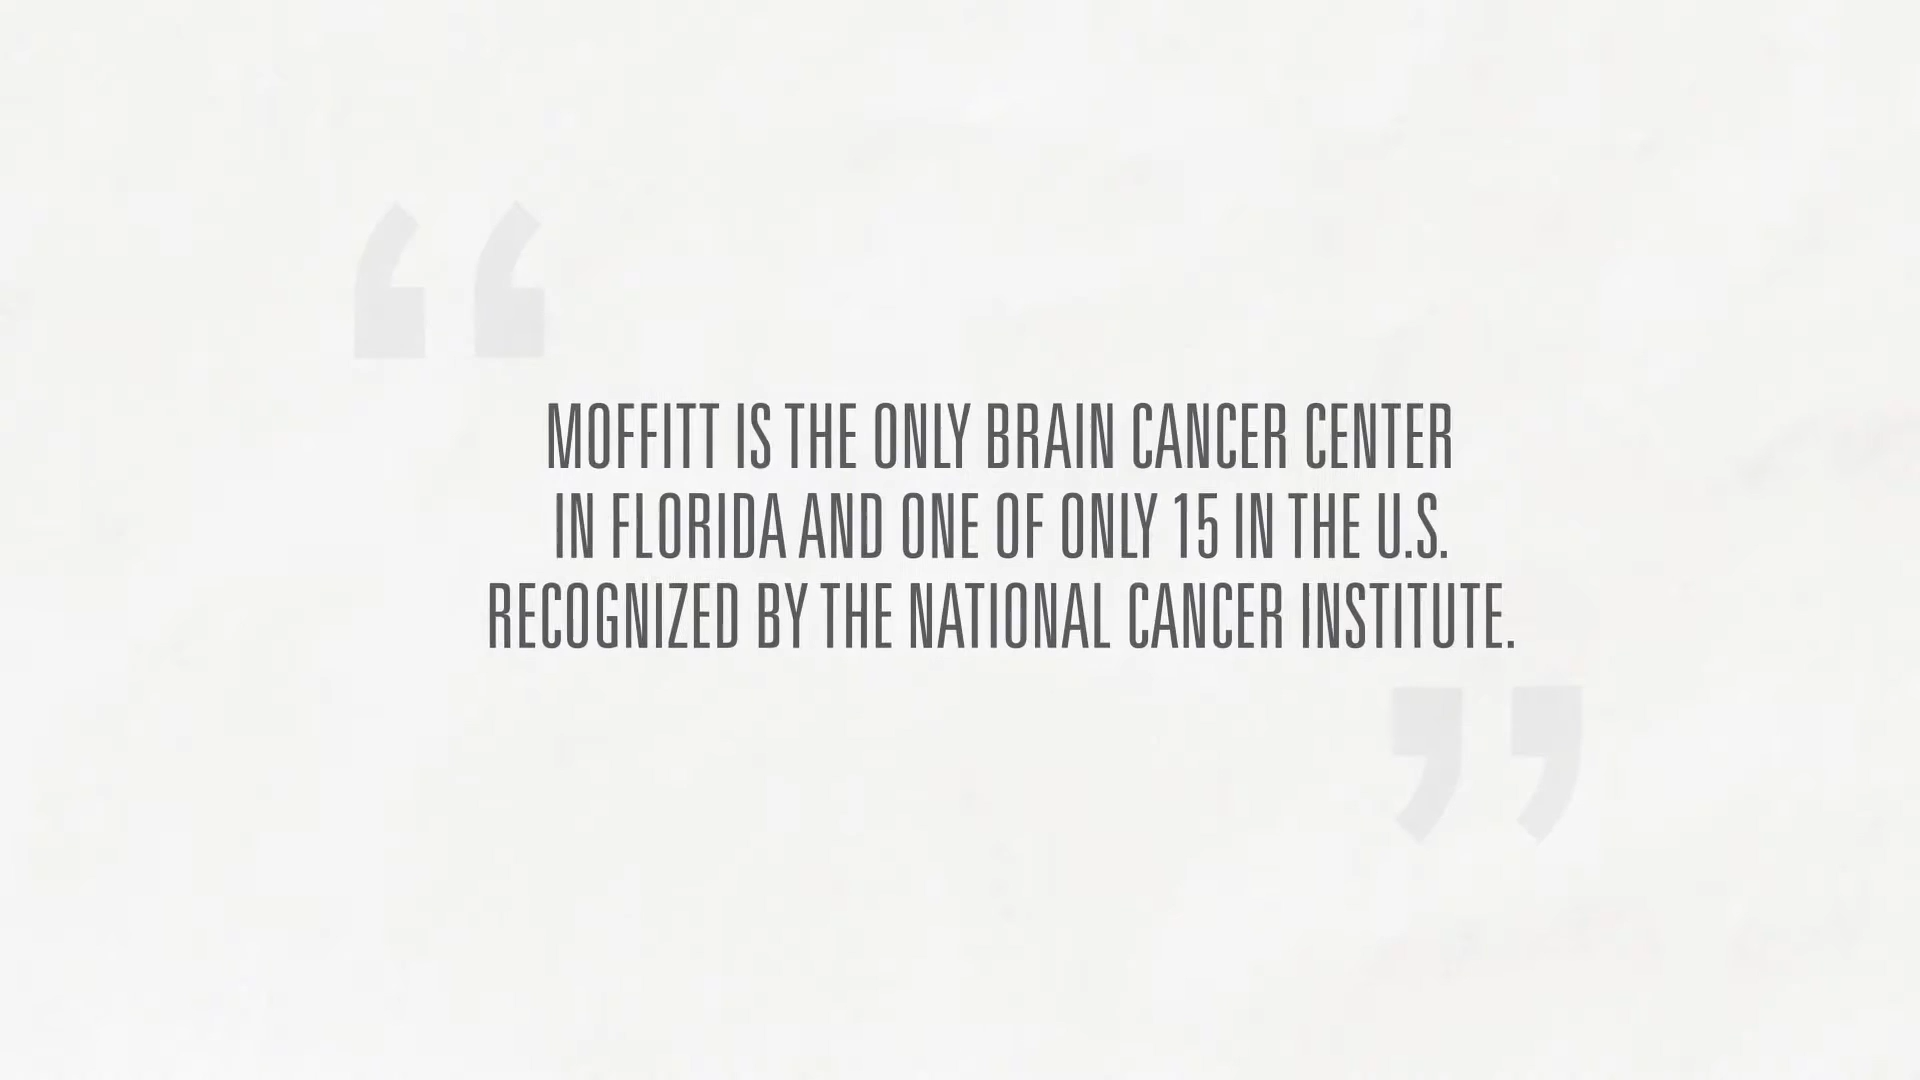 “
MOFFITT IS THE ONLY BRAIN CANCER CENTER
IN FLORIDA AND ONE OF ONLY 15 IN THE U.S.
RECOGNIZED BY THE NATIONAL CANCER INSTITUTE.
”